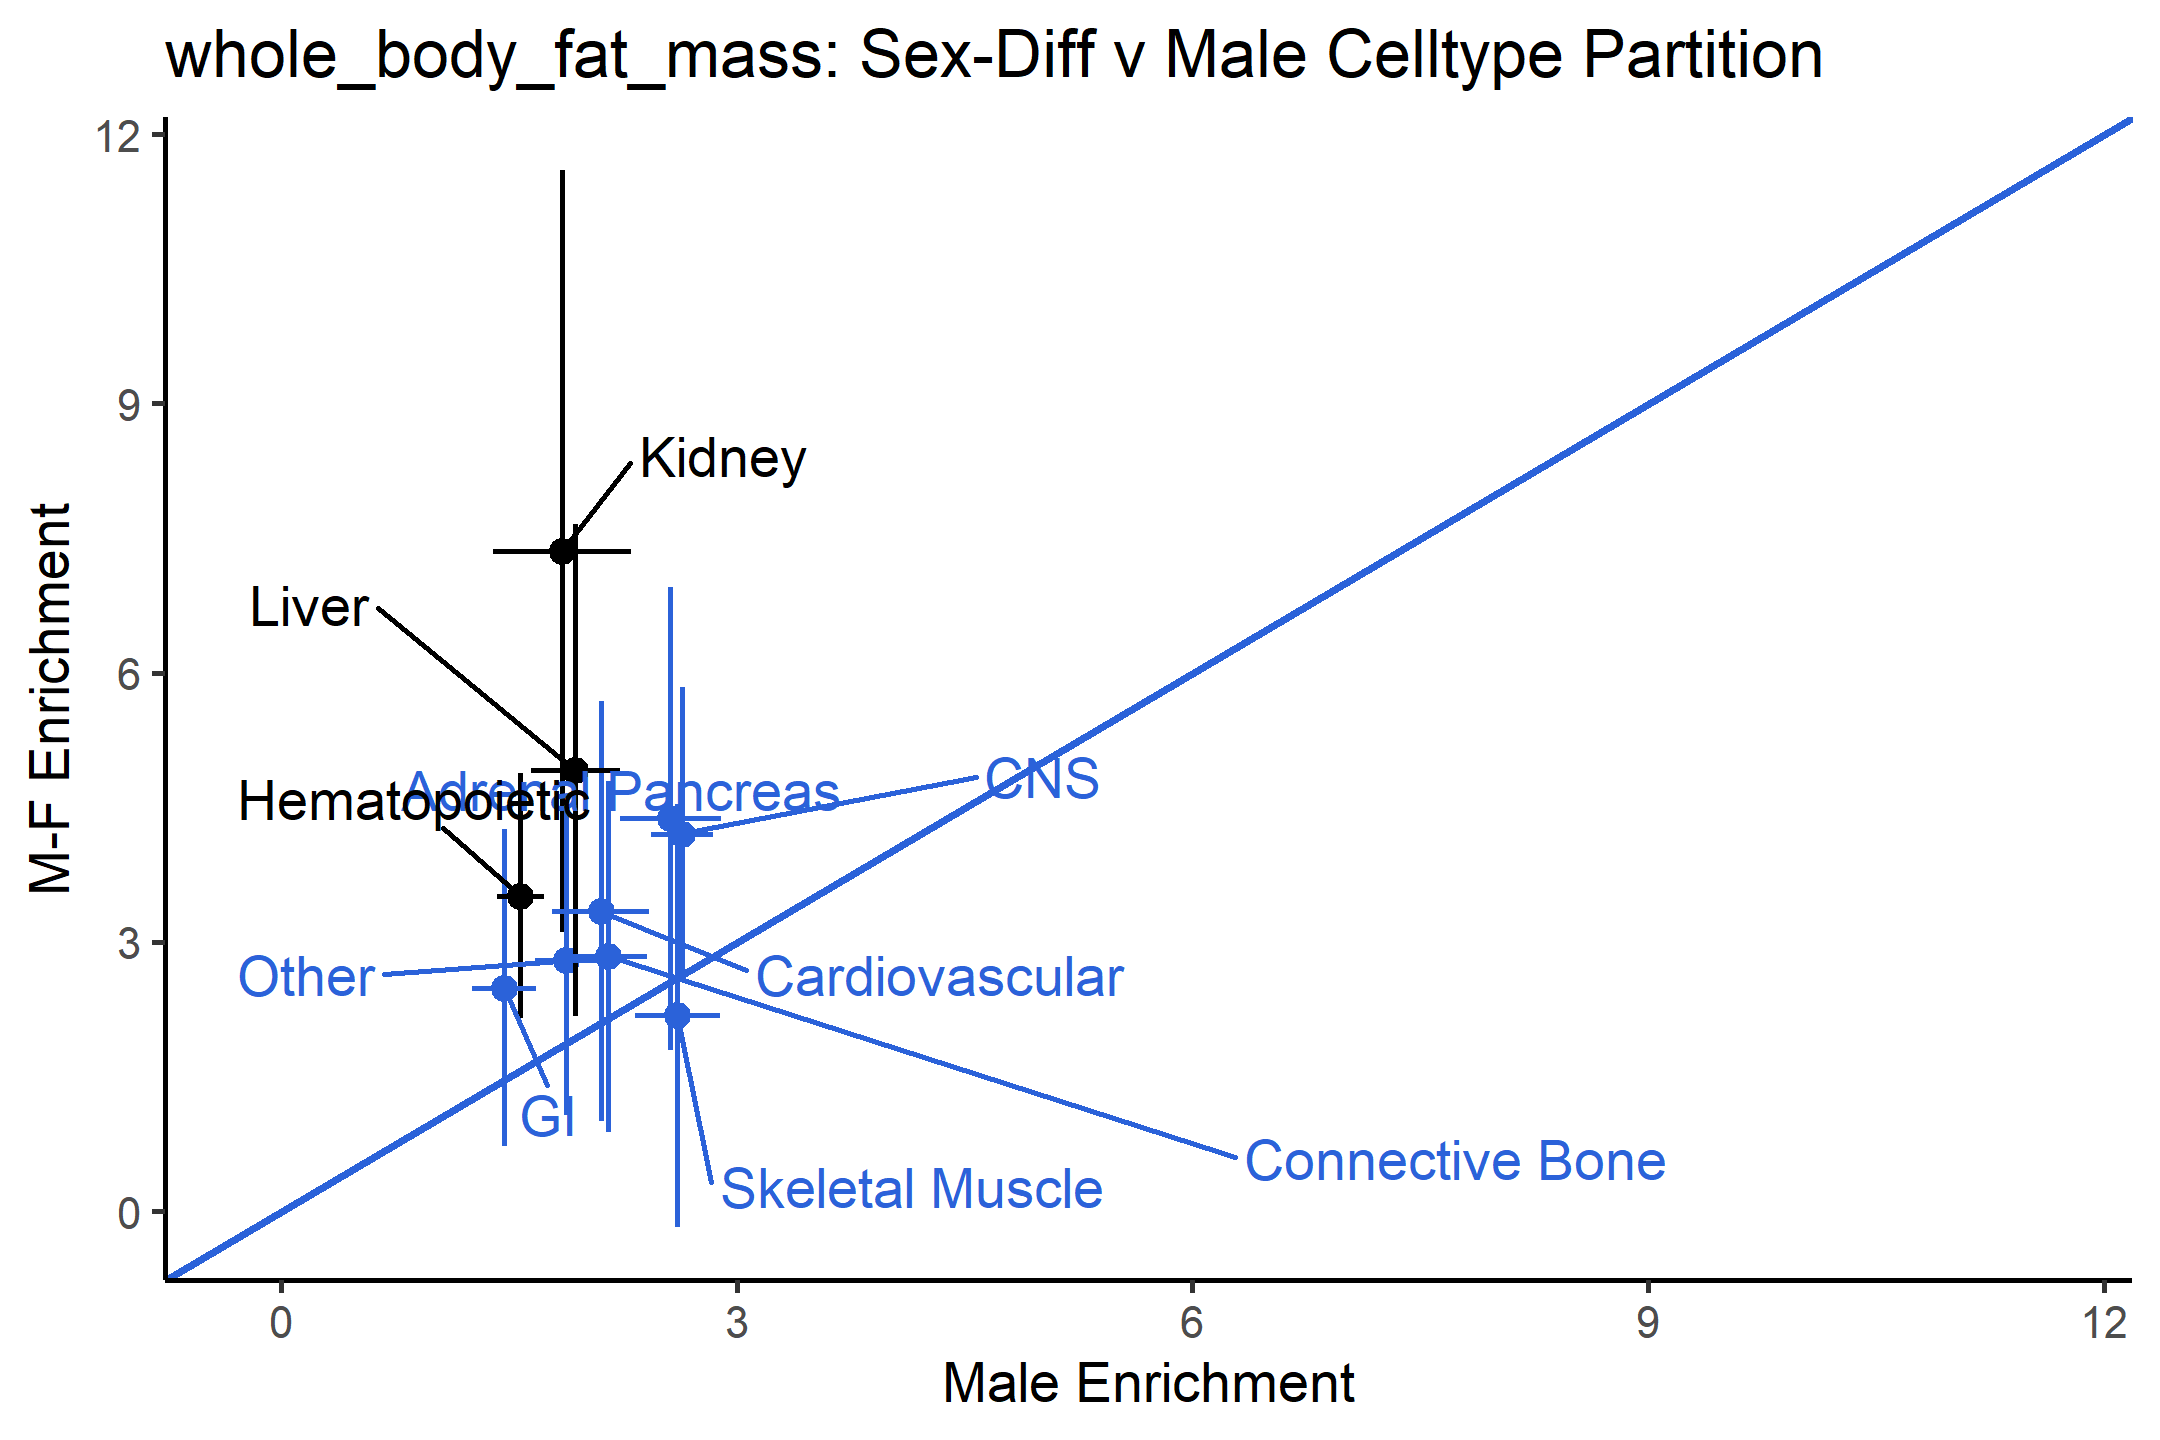 whole_body_fat_mass: Sex-Diff v Male Celltype Partition
12
9
6
3
0
M-F Enrichment
Kidney
Liver
CNS
Adrenal Pancreas
Hematopoietic
Other
Cardiovascular
GI
Connective Bone
Skeletal Muscle
0
3
6
9
12
Male Enrichment